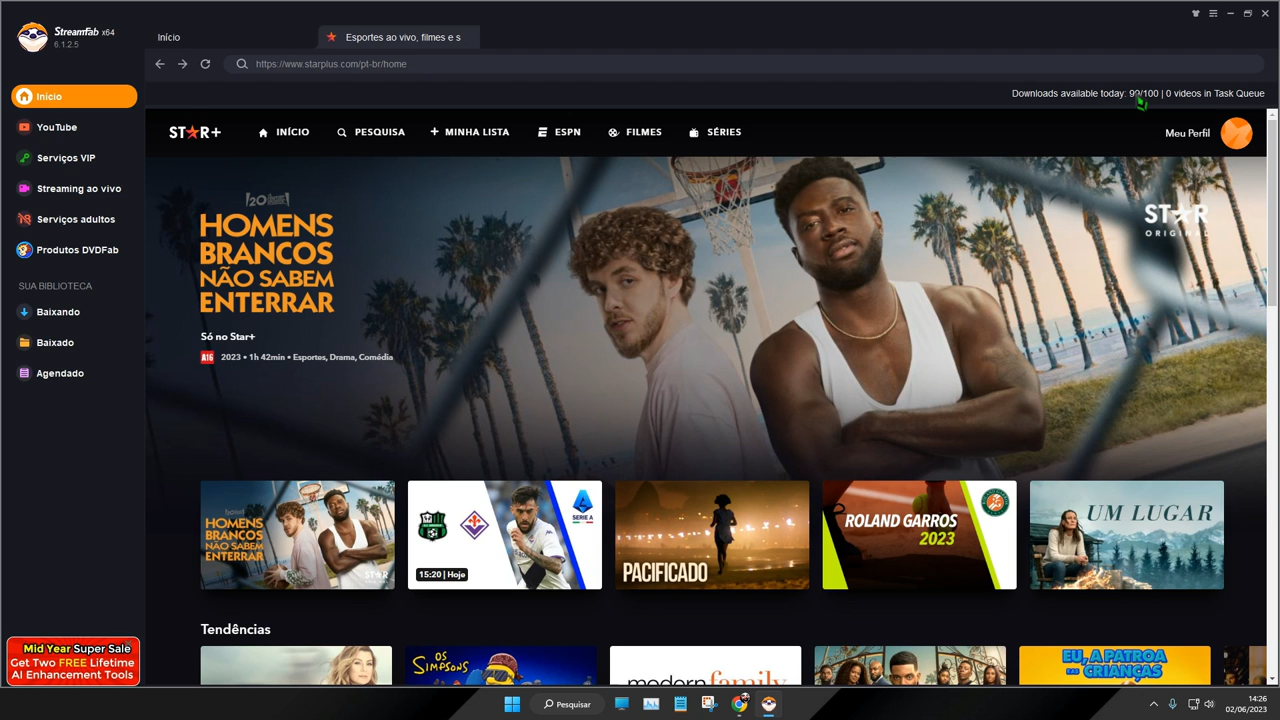 StreamFab x64
6.1.2.5
Início
Esportes ao vivo, filmes e s
https://www.starplus.com/pt-br/home
Downloads available today: 99/100 | 0 videos in Task Queue
Início
YouTube
Serviços VIP
Streaming ao vivo
Serviços adultos
Produtos DVDFab
SUA BIBLIOTECA
Baixando
Baixado
Agendado
Mid Year Super Sale
Get Two FREE Lifetime
AI Enhancement Tools
ST★R+
INÍCIO
PESQUISA
MINHA LISTA
ESPN
FILMES
SÉRIES
Meu Perfil
HOMENS
BRANCOS
NÃO SABEM
ENTERRAR
Só no Star+
A16 2023 • 1h 42min • Esportes, Drama, Comédia
ST★R
ORIGINAL
HOMENS
BRANCOS
NÃO SABEM
ENTERRAR
SERIE A
15:20 | Hoje
PACIFICADO
ROLAND GARROS
2023
UM LUGAR
Tendências
OS
SIMPSONS
modern family
EU, A PATROA
CRIANÇAS
Pesquisar
14:26
02/06/2023